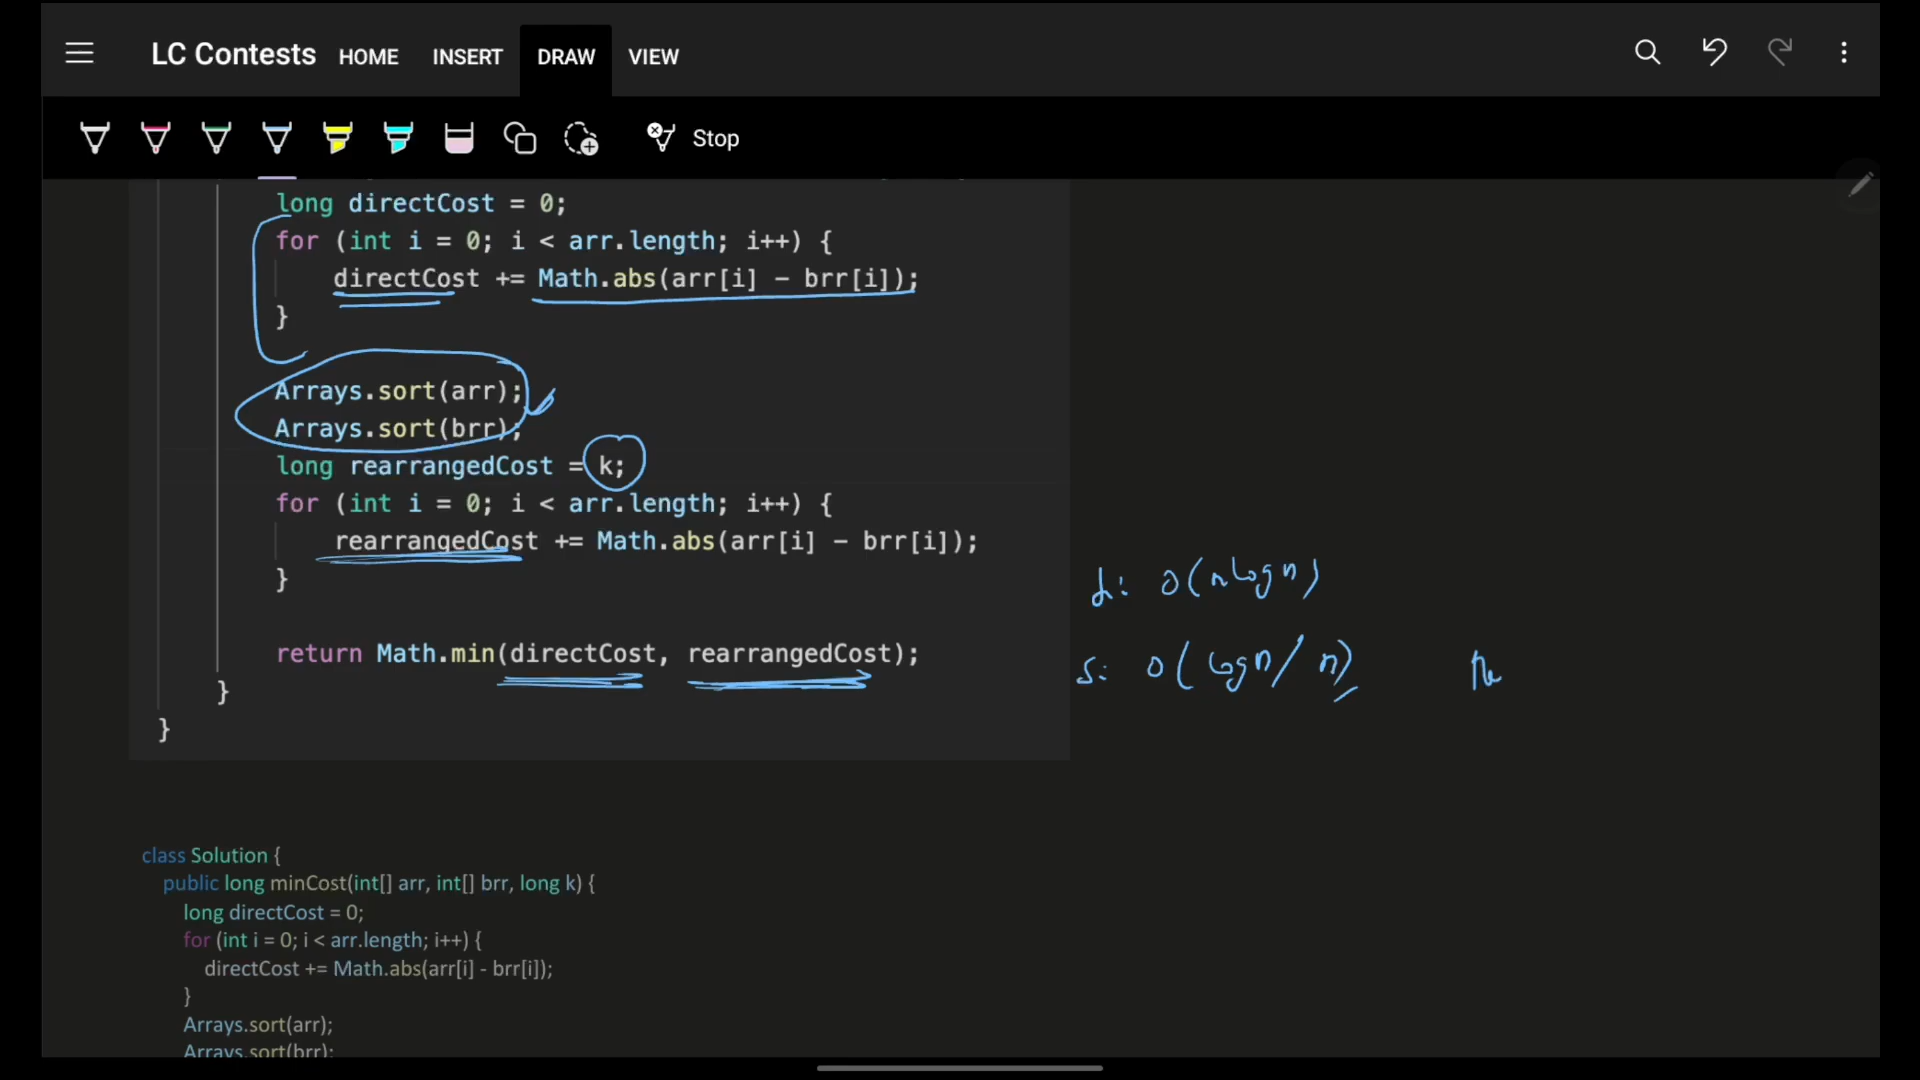 LC Contests HOME INSERT DRAW VIEW
Stop
long directCost = 0;
for (int i = 0; i < arr.length; i++) {
directCost += Math.abs(arr[i] - brr[i]);
}
Arrays.sort(arr);
Arrays.sort(brr);
long rearrangedCost = k;
for (int i = 0; i < arr.length; i++) {
rearrangedCost += Math.abs(arr[i] - brr[i]);
}
O(nlogn)
return Math.min(directCost, rearrangedCost);
S: O(logn/n)
}
}
class Solution {
public long minCost(int[] arr, int[] brr, long k) {
long directCost = 0;
for (int i = 0; i < arr.length; i++) {
directCost += Math.abs(arr[i] - brr[i]);
}
Arrays.sort(arr);
Arrays.sort(brr);